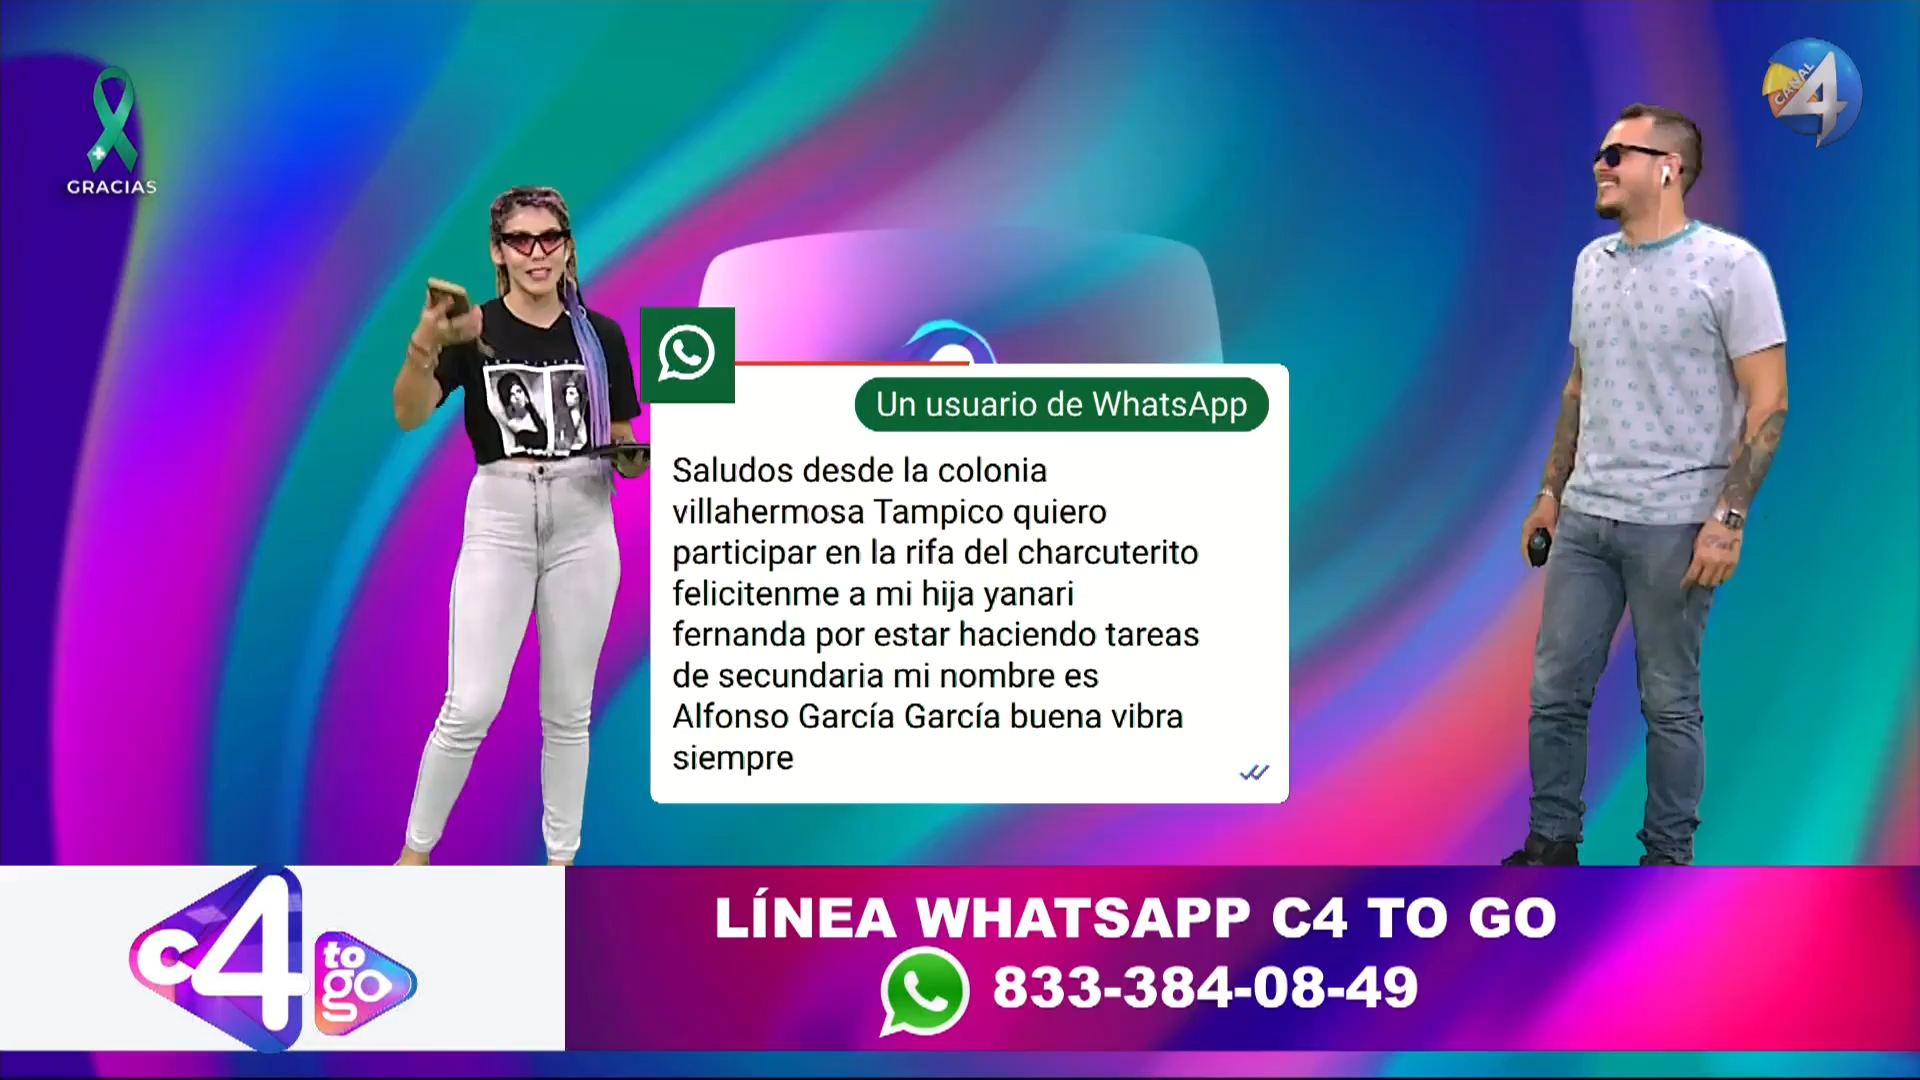 GRACIAS
CANAL 4
Un usuario de WhatsApp
Saludos desde la colonia
villahermosa Tampico quiero
participar en la rifa del charcuterito
felicitenme a mi hija yanari
fernanda por estar haciendo tareas
de secundaria mi nombre es
Alfonso García García buena vibra
siempre
c4
to
go
LÍNEA WHATSAPP C4 TO GO
833-384-08-49